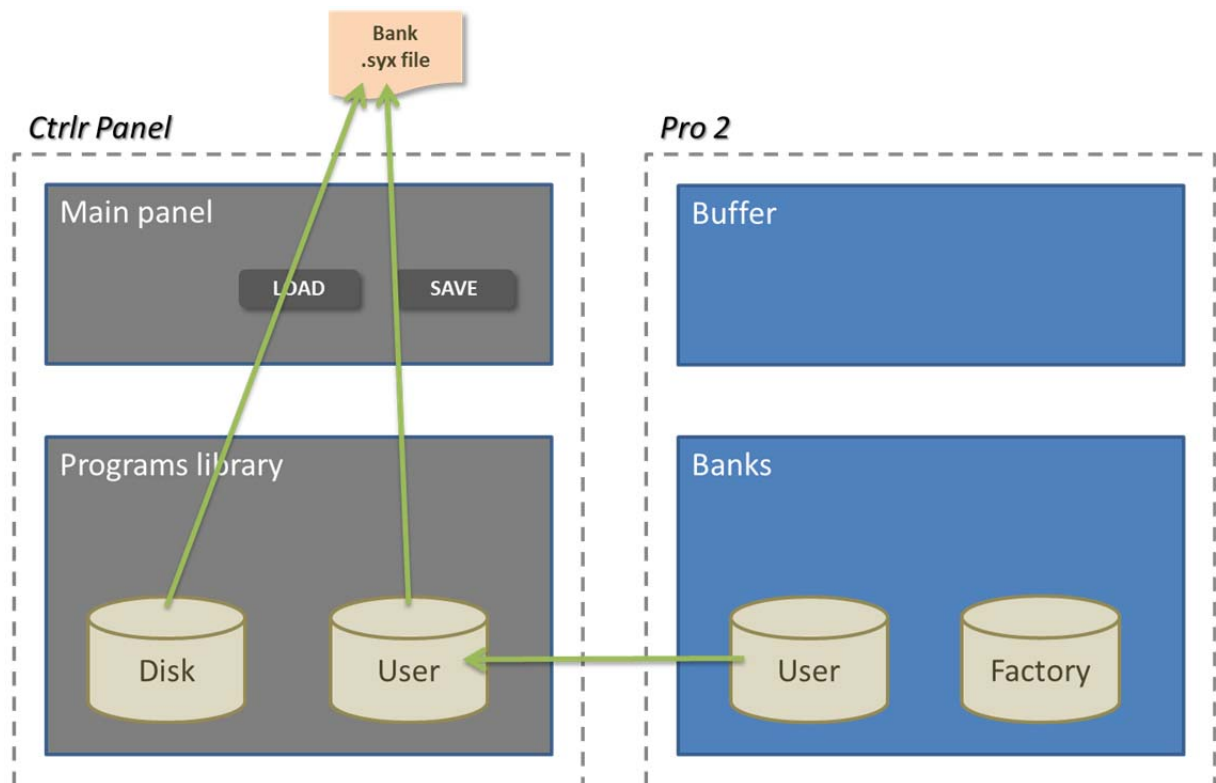 Bank
.syx file
Ctrlr Panel
Pro 2
Main panel
LOAD
SAVE
Buffer
Programs library
Banks
Disk
User
User
Factory